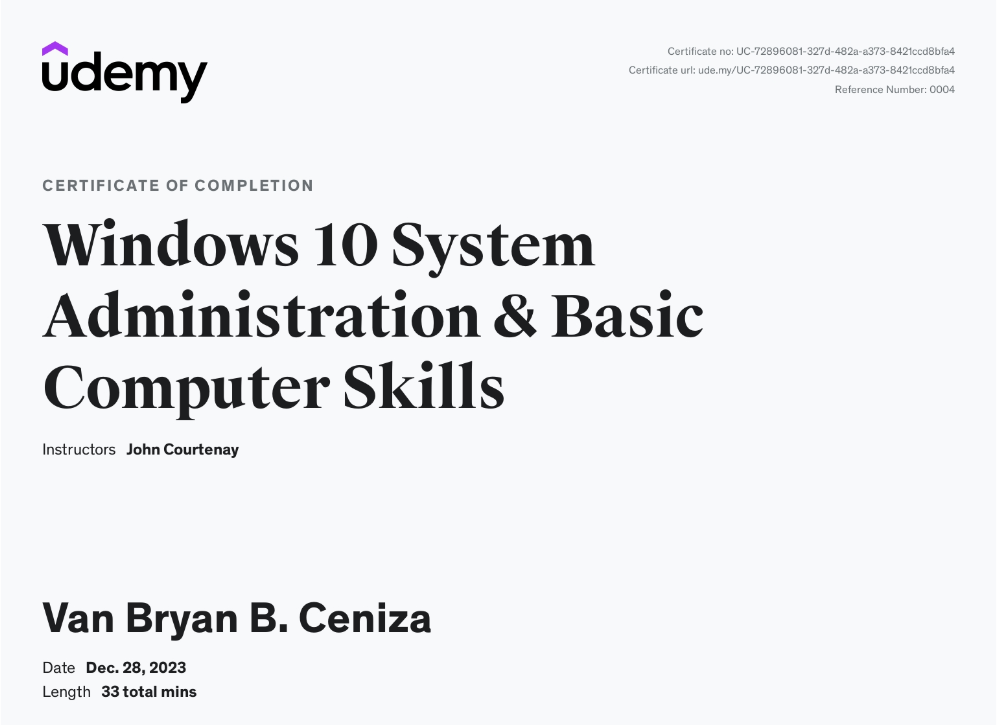 udemy
Certificate no: UC-72896081-327d-482a-a373-8421ccd8bfa4
Certificate url: ude.my/UC-72896081-327d-482a-a373-8421ccd8bfa4
Reference Number: 0004
CERTIFICATE OF COMPLETION
Windows 10 System
Administration & Basic
Computer Skills
Instructors John Courtenay
Van Bryan B. Ceniza
Date Dec. 28, 2023
Length 33 total mins